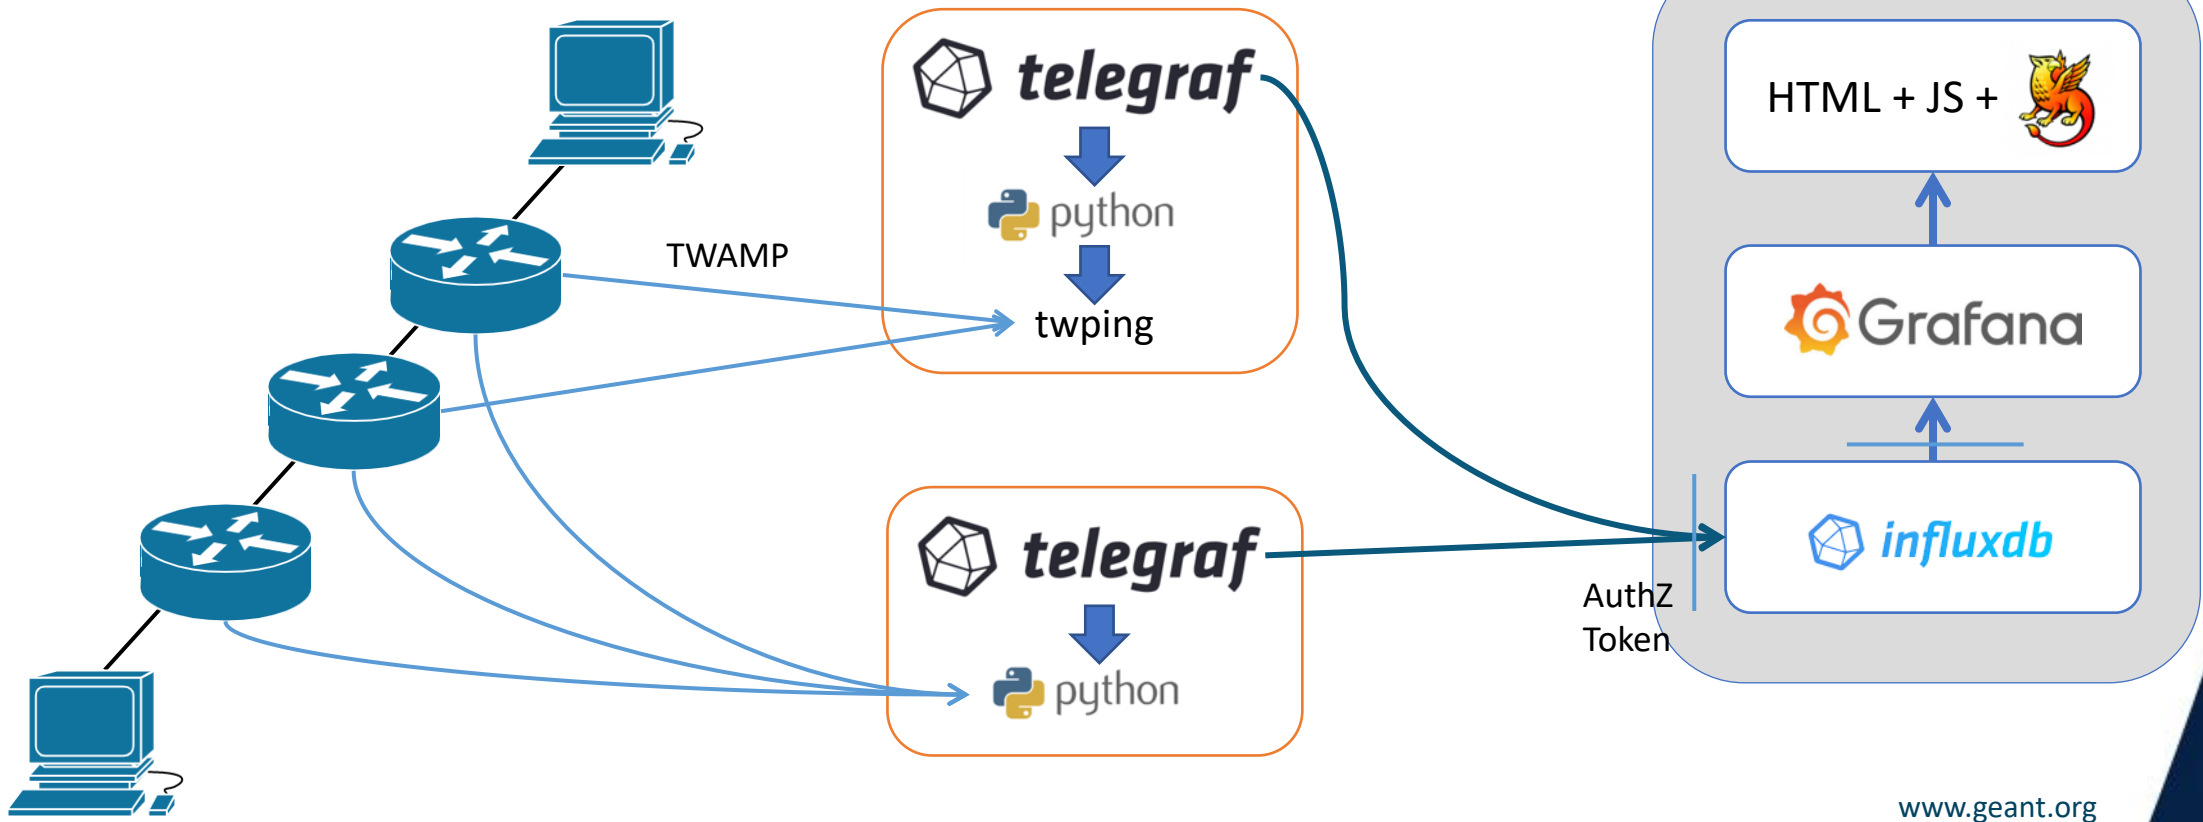 telegraf
python
twping
TWAMP
telegraf
python
AuthZ
Token
HTML + JS +
Grafana
influxdb
www.geant.org